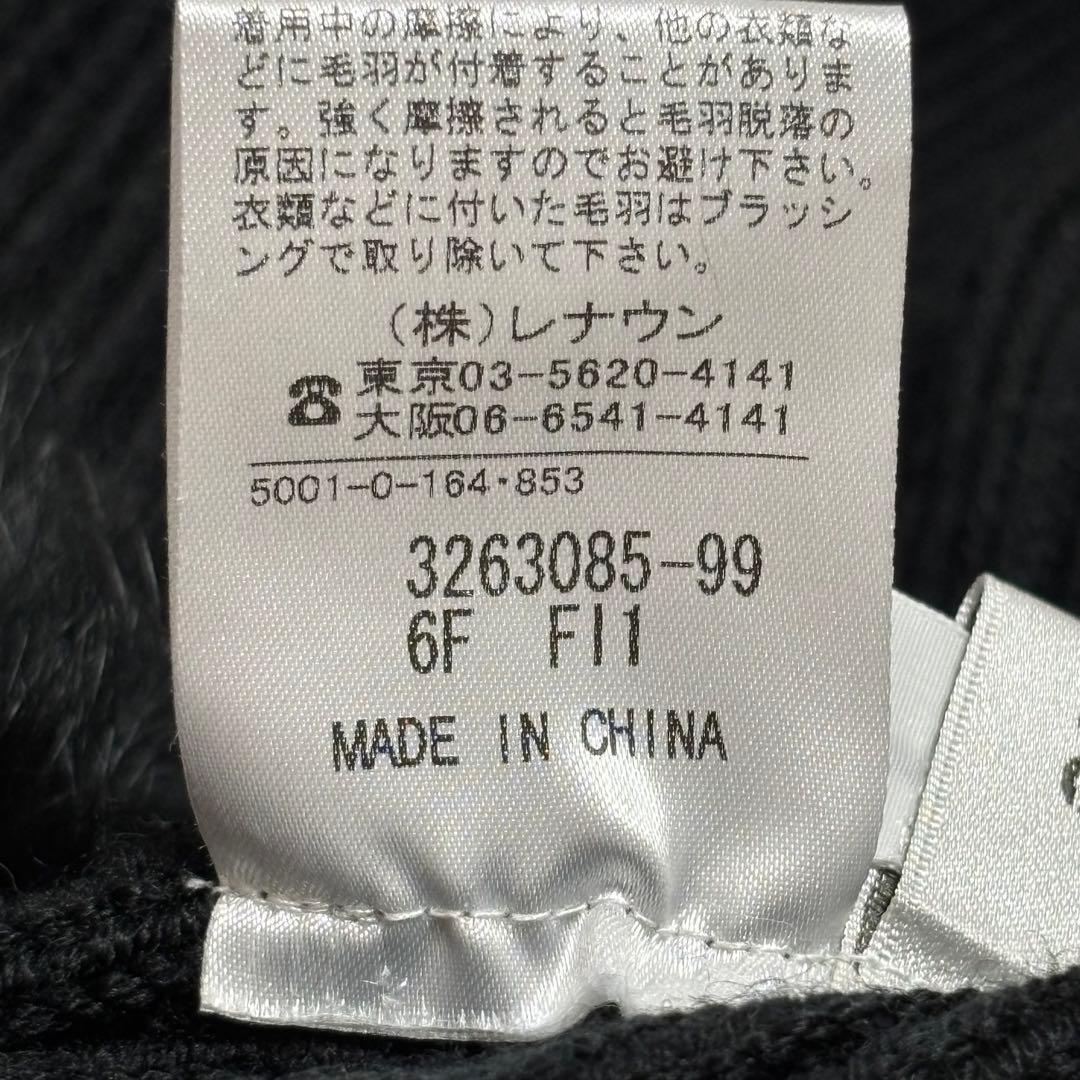 着用中の摩擦により、他の衣類な
どに毛羽が付着することがありま
す。強く摩擦されると毛羽脱落の
原因になりますのでお避け下さい。
衣類などに付いた毛羽はブラッシ
ングで取り除いて下さい。
(株)レナウン
☎東京03-5620-4141
大阪06-6541-4141
5001-0-164・853
3263085-99
6F FI1
MADE IN CHINA